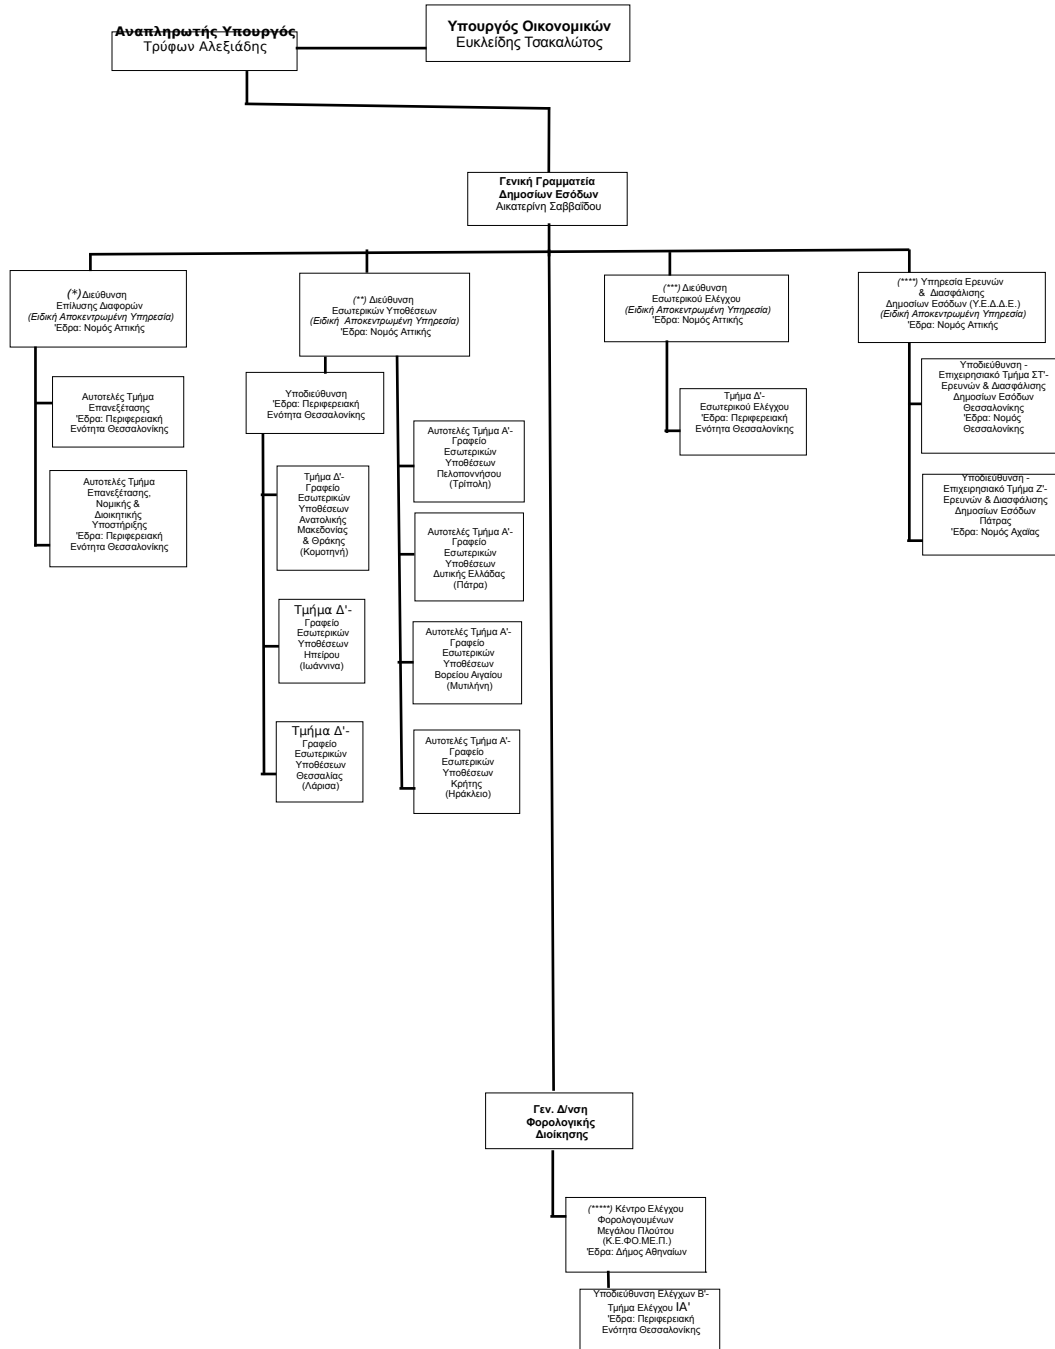 Αναπληρωτής Υπουργός
Τρύφων Αλεξιάδης
Υπουργός Οικονομικών
Ευκλείδης Τσακαλώτος
Γενική Γραμματεία
Δημοσίων Εσόδων
Αικατερίνη Σαββαΐδου
(*) Διεύθυνση
Επίλυσης Διαφορών
(Ειδική Αποκεντρωμένη Υπηρεσία)
Έδρα: Νομός Αττικής
Αυτοτελές Τμήμα
Επανεξέτασης
Έδρα: Περιφερειακή
Ενότητα Θεσσαλονίκης
Αυτοτελές Τμήμα
Επανεξέτασης,
Νομικής &
Διοικητικής
Υποστήριξης
Έδρα: Περιφερειακή
Ενότητα Θεσσαλονίκης
(**) Διεύθυνση
Εσωτερικών Υποθέσεων
(Ειδική Αποκεντρωμένη Υπηρεσία)
Έδρα: Νομός Αττικής
Υποδιεύθυνση
Έδρα: Περιφερειακή
Ενότητα Θεσσαλονίκης
Τμήμα Δ'-
Γραφείο
Εσωτερικών
Υποθέσεων
Ανατολικής
Μακεδονίας
& Θράκης
(Κομοτηνή)
Τμήμα Δ'-
Γραφείο
Εσωτερικών
Υποθέσεων
Ηπείρου
(Ιωάννινα)
Τμήμα Δ'-
Γραφείο
Εσωτερικών
Υποθέσεων
Θεσσαλίας
(Λάρισα)
Αυτοτελές Τμήμα Α'-
Γραφείο
Εσωτερικών
Υποθέσεων
Πελοποννήσου
(Τρίπολη)
Αυτοτελές Τμήμα Α'-
Γραφείο
Εσωτερικών
Υποθέσεων
Δυτικής Ελλάδας
(Πάτρα)
Αυτοτελές Τμήμα Α'-
Γραφείο
Εσωτερικών
Υποθέσεων
Βορείου Αιγαίου
(Μυτιλήνη)
Αυτοτελές Τμήμα Α'-
Γραφείο
Εσωτερικών
Υποθέσεων
Κρήτης
(Ηράκλειο)
(***) Διεύθυνση
Εσωτερικού Ελέγχου
(Ειδική Αποκεντρωμένη Υπηρεσία)
Έδρα: Νομός Αττικής
Τμήμα Δ'-
Εσωτερικού Ελέγχου
Έδρα: Περιφερειακή
Ενότητα Θεσσαλονίκης
(****) Υπηρεσία Ερευνών
& Διασφάλισης
Δημοσίων Εσόδων (Υ.Ε.Δ.Δ.Ε.)
(Ειδική Αποκεντρωμένη Υπηρεσία)
Έδρα: Νομός Αττικής
Υποδιεύθυνση -
Επιχειρησιακό Τμήμα ΣΤ'-
Ερευνών & Διασφάλισης
Δημοσίων Εσόδων
Θεσσαλονίκης
Έδρα: Νομός
Θεσσαλονίκης
Υποδιεύθυνση -
Επιχειρησιακό Τμήμα Ζ'-
Ερευνών & Διασφάλισης
Δημοσίων Εσόδων
Πάτρας
Έδρα: Νομός Αχαΐας
Γεν. Δ/νση
Φορολογικής
Διοίκησης
(*****) Κέντρο Ελέγχου
Φορολογουμένων
Μεγάλου Πλούτου
(Κ.Ε.ΦΟ.ΜΕ.Π.)
Έδρα: Δήμος Αθηναίων
Υποδιεύθυνση Ελέγχων Β'-
Τμήμα Ελέγχου ΙΑ'
Έδρα: Περιφερειακή
Ενότητα Θεσσαλονίκης